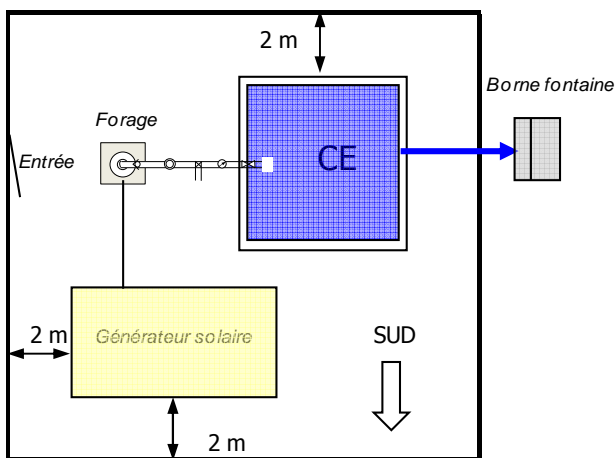 2 m
Borne fontaine
Forage
CE
Entrée
Générateur solaire
2 m
SUD
2 m